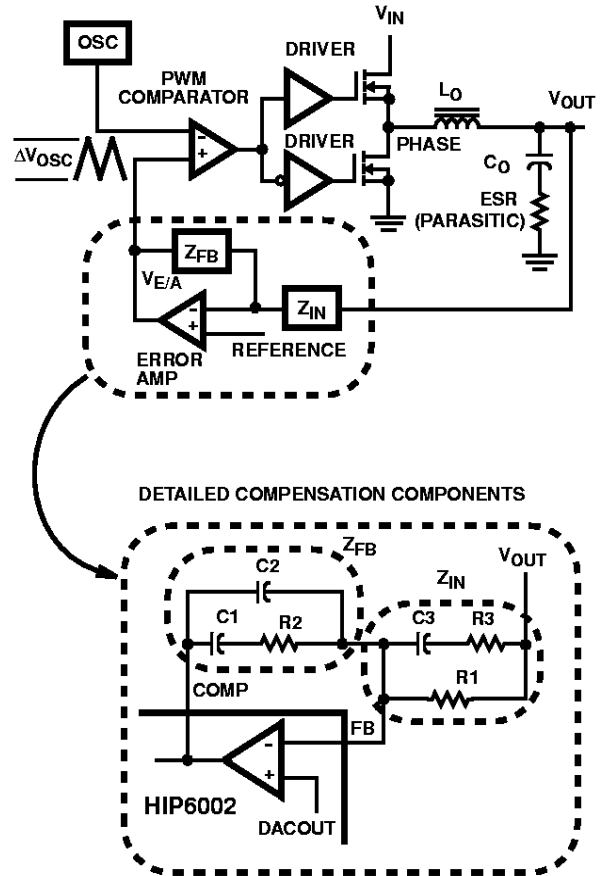 V_IN
OSC
DRIVER
PWM
COMPARATOR
L_O
V_OUT
-
+
DRIVER
PHASE
ΔV_OSC
C_O
ESR
(PARASITIC)
Z_FB
V_E/A
-
+
Z_IN
REFERENCE
ERROR
AMP
DETAILED COMPENSATION COMPONENTS
Z_FB
V_OUT
C2
Z_IN
C1
R2
C3
R3
COMP
R1
FB
-
+
HIP6002
DACOUT